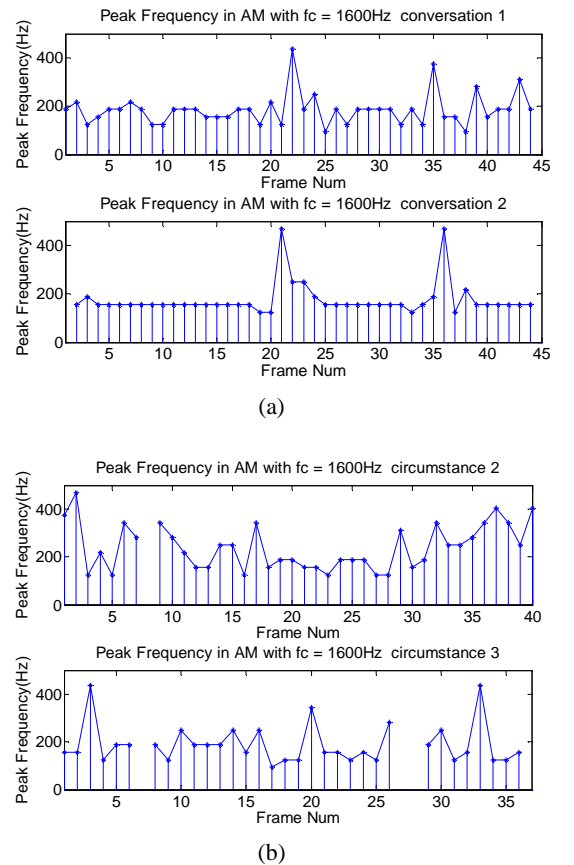 Peak Frequency in AM with fc = 1600Hz conversation 1
Peak Frequency(Hz)
400
200
0
5 10 15 20 25 30 35 40 45
Frame Num
Peak Frequency in AM with fc = 1600Hz conversation 2
Peak Frequency(Hz)
400
200
0
5 10 15 20 25 30 35 40 45
Frame Num
(a)
Peak Frequency in AM with fc = 1600Hz circumstance 2
Peak Frequency(Hz)
400
200
0
5 10 15 20 25 30 35 40
Frame Num
Peak Frequency in AM with fc = 1600Hz circumstance 3
Peak Frequency(Hz)
400
200
0
5 10 15 20 25 30 35
Frame Num
(b)